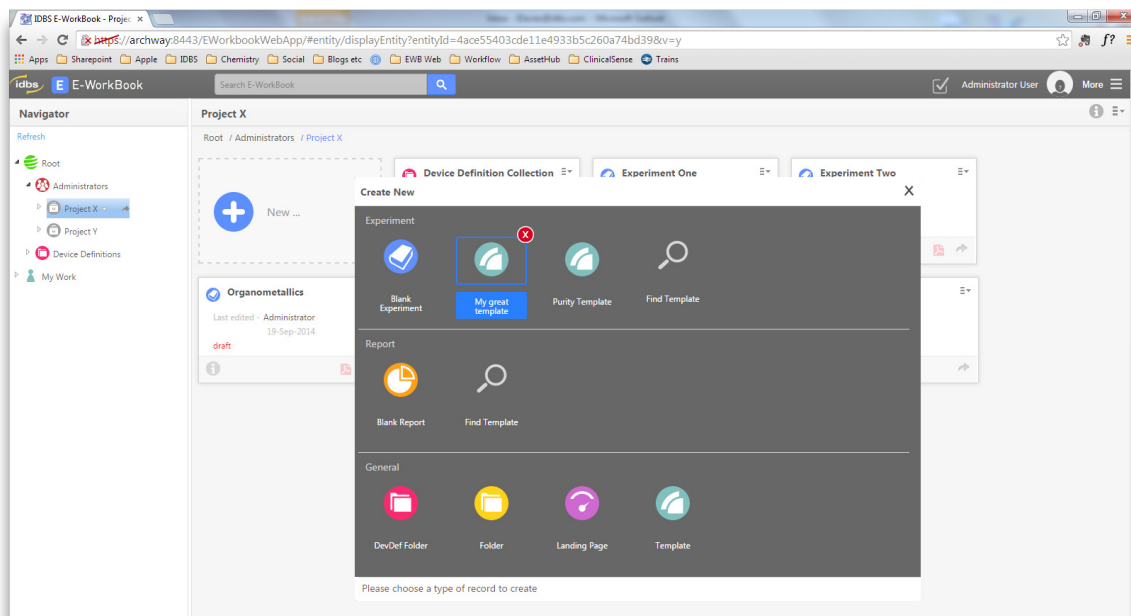 IDBS E-WorkBook - Projec
https://archway:8443/EWorkbookWebApp/#entity/displayEntity?entityId=4ace55403cde11e4933b5c260a74bd39&v=y
f?
Apps Sharepoint Apple IDBS Chemistry Social Blogs etc EWB Web Workflow AssetHub ClinicalSense Trains
idbs E E-WorkBook Search E-WorkBook Administrator User More
Navigator
Project X
Refresh
Root / Administrators / Project X
Root
Administrators
Project X
Project Y
Device Definitions
My Work
New ...
Device Definition Collection
Experiment One
Experiment Two
Organometallics
Last edited - Administrator
19-Sep-2014
draft
Create New
X
Experiment
X
Blank Experiment
My great template
Purity Template
Find Template
Report
Blank Report
Find Template
General
DevDef Folder
Folder
Landing Page
Template
Please choose a type of record to create